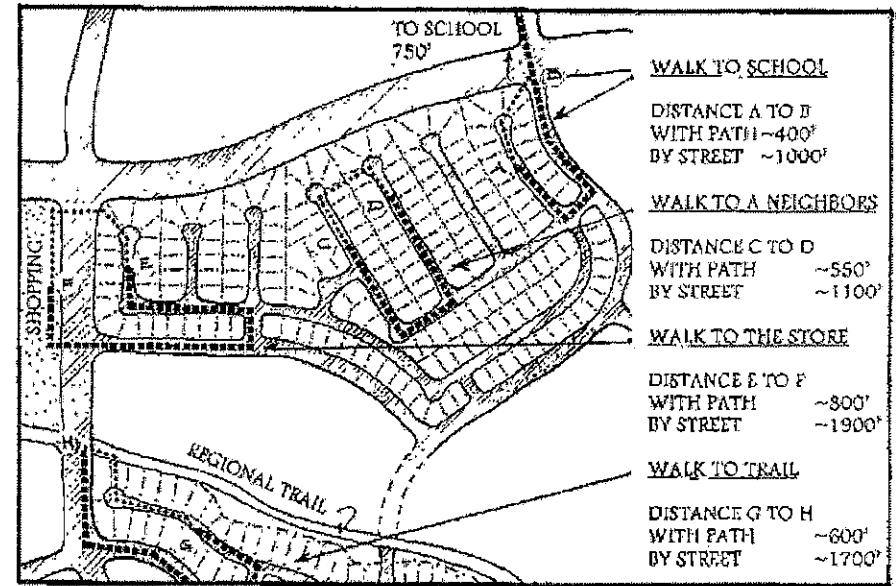 TO SCHOOL
750'
WALK TO SCHOOL
DISTANCE A TO B
WITH PATH ~400'
BY STREET ~1000'
WALK TO A NEIGHBORS
DISTANCE C TO D
WITH PATH ~550'
BY STREET ~1100'
WALK TO THE STORE
DISTANCE E TO F
WITH PATH ~800'
BY STREET ~1900'
WALK TO TRAIL
DISTANCE G TO H
WITH PATH ~600'
BY STREET ~1700'
SHOPPING
REGIONAL TRAIL
B
C
D
E
G
H